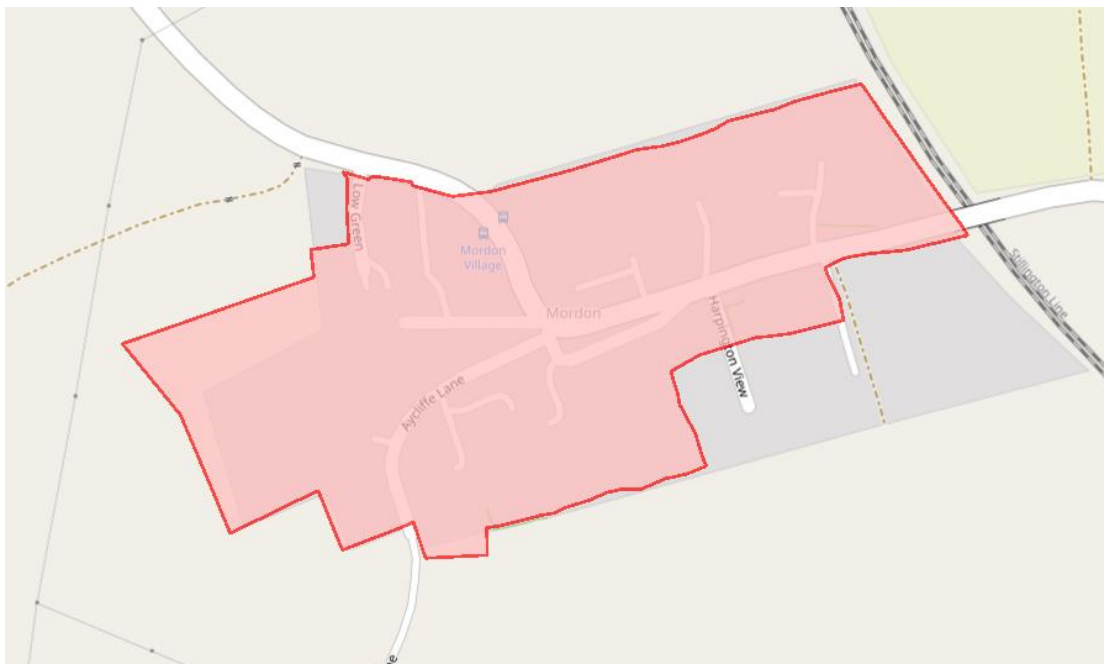 Low Green
Mordon
Village
Mordon
Harpington View
Aycliffe Lane
Stillington Line